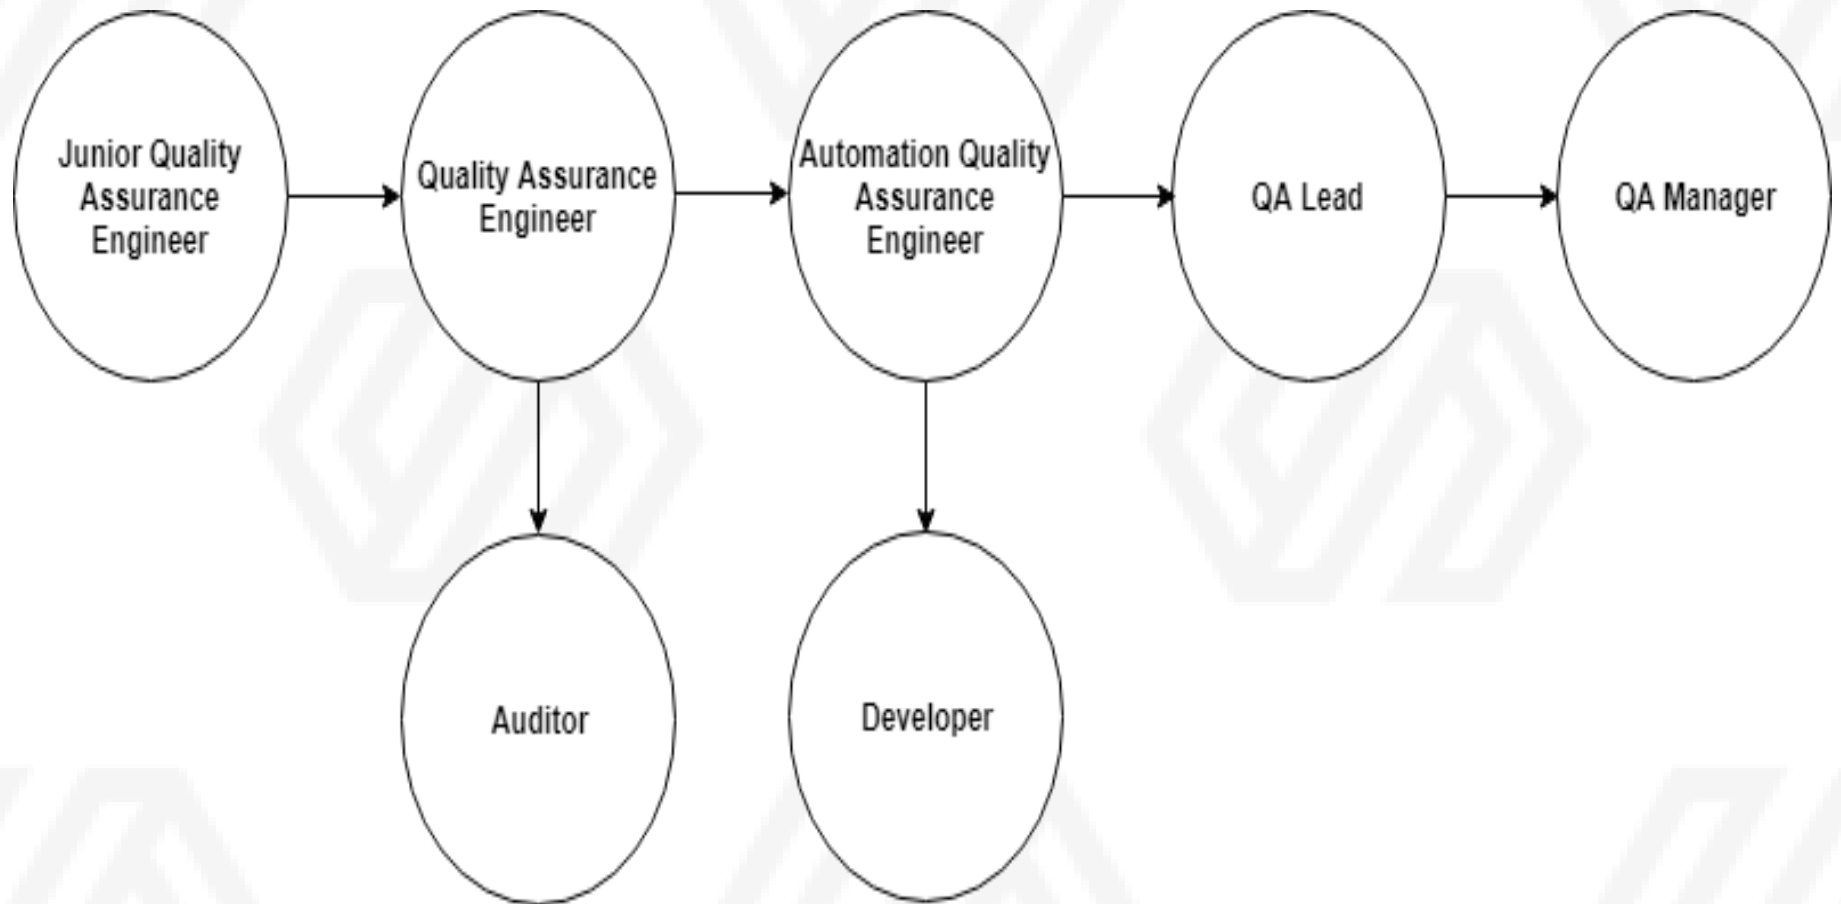 Junior Quality
Assurance
Engineer
Quality Assurance
Engineer
Automation Quality
Assurance
Engineer
QA Lead
QA Manager
Auditor
Developer